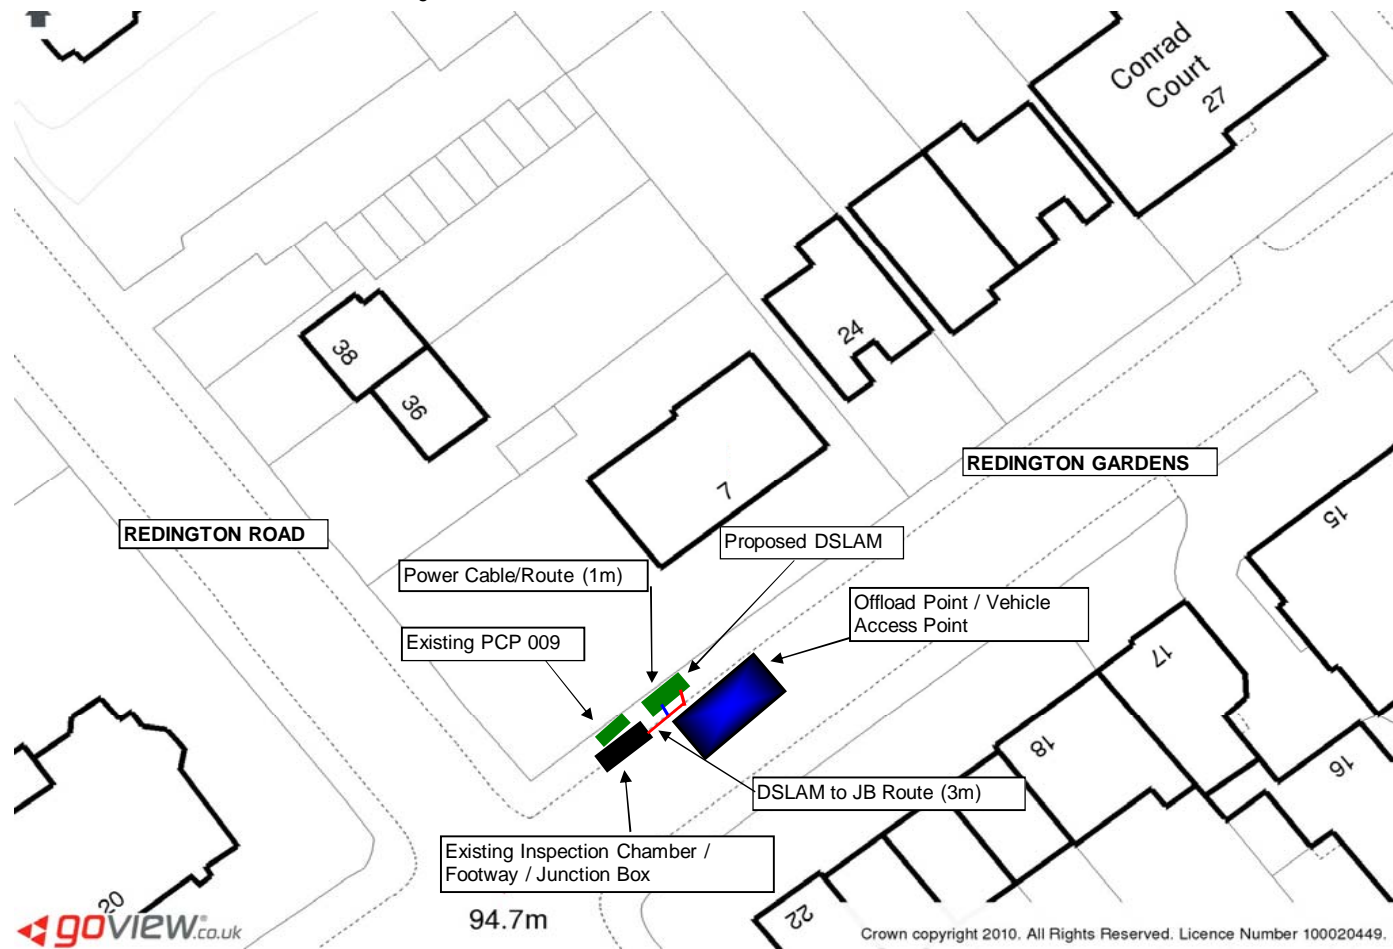 Conrad
Court
27
24
38
36
7
REDINGTON GARDENS
15
REDINGTON ROAD
Proposed DSLAM
Power Cable/Route (1m)
Offload Point / Vehicle
Access Point
Existing PCP 009
17
18
16
DSLAM to JB Route (3m)
Existing Inspection Chamber /
Footway / Junction Box
20
22
94.7m
goview.co.uk
Crown copyright 2010. All Rights Reserved. Licence Number 100020449.